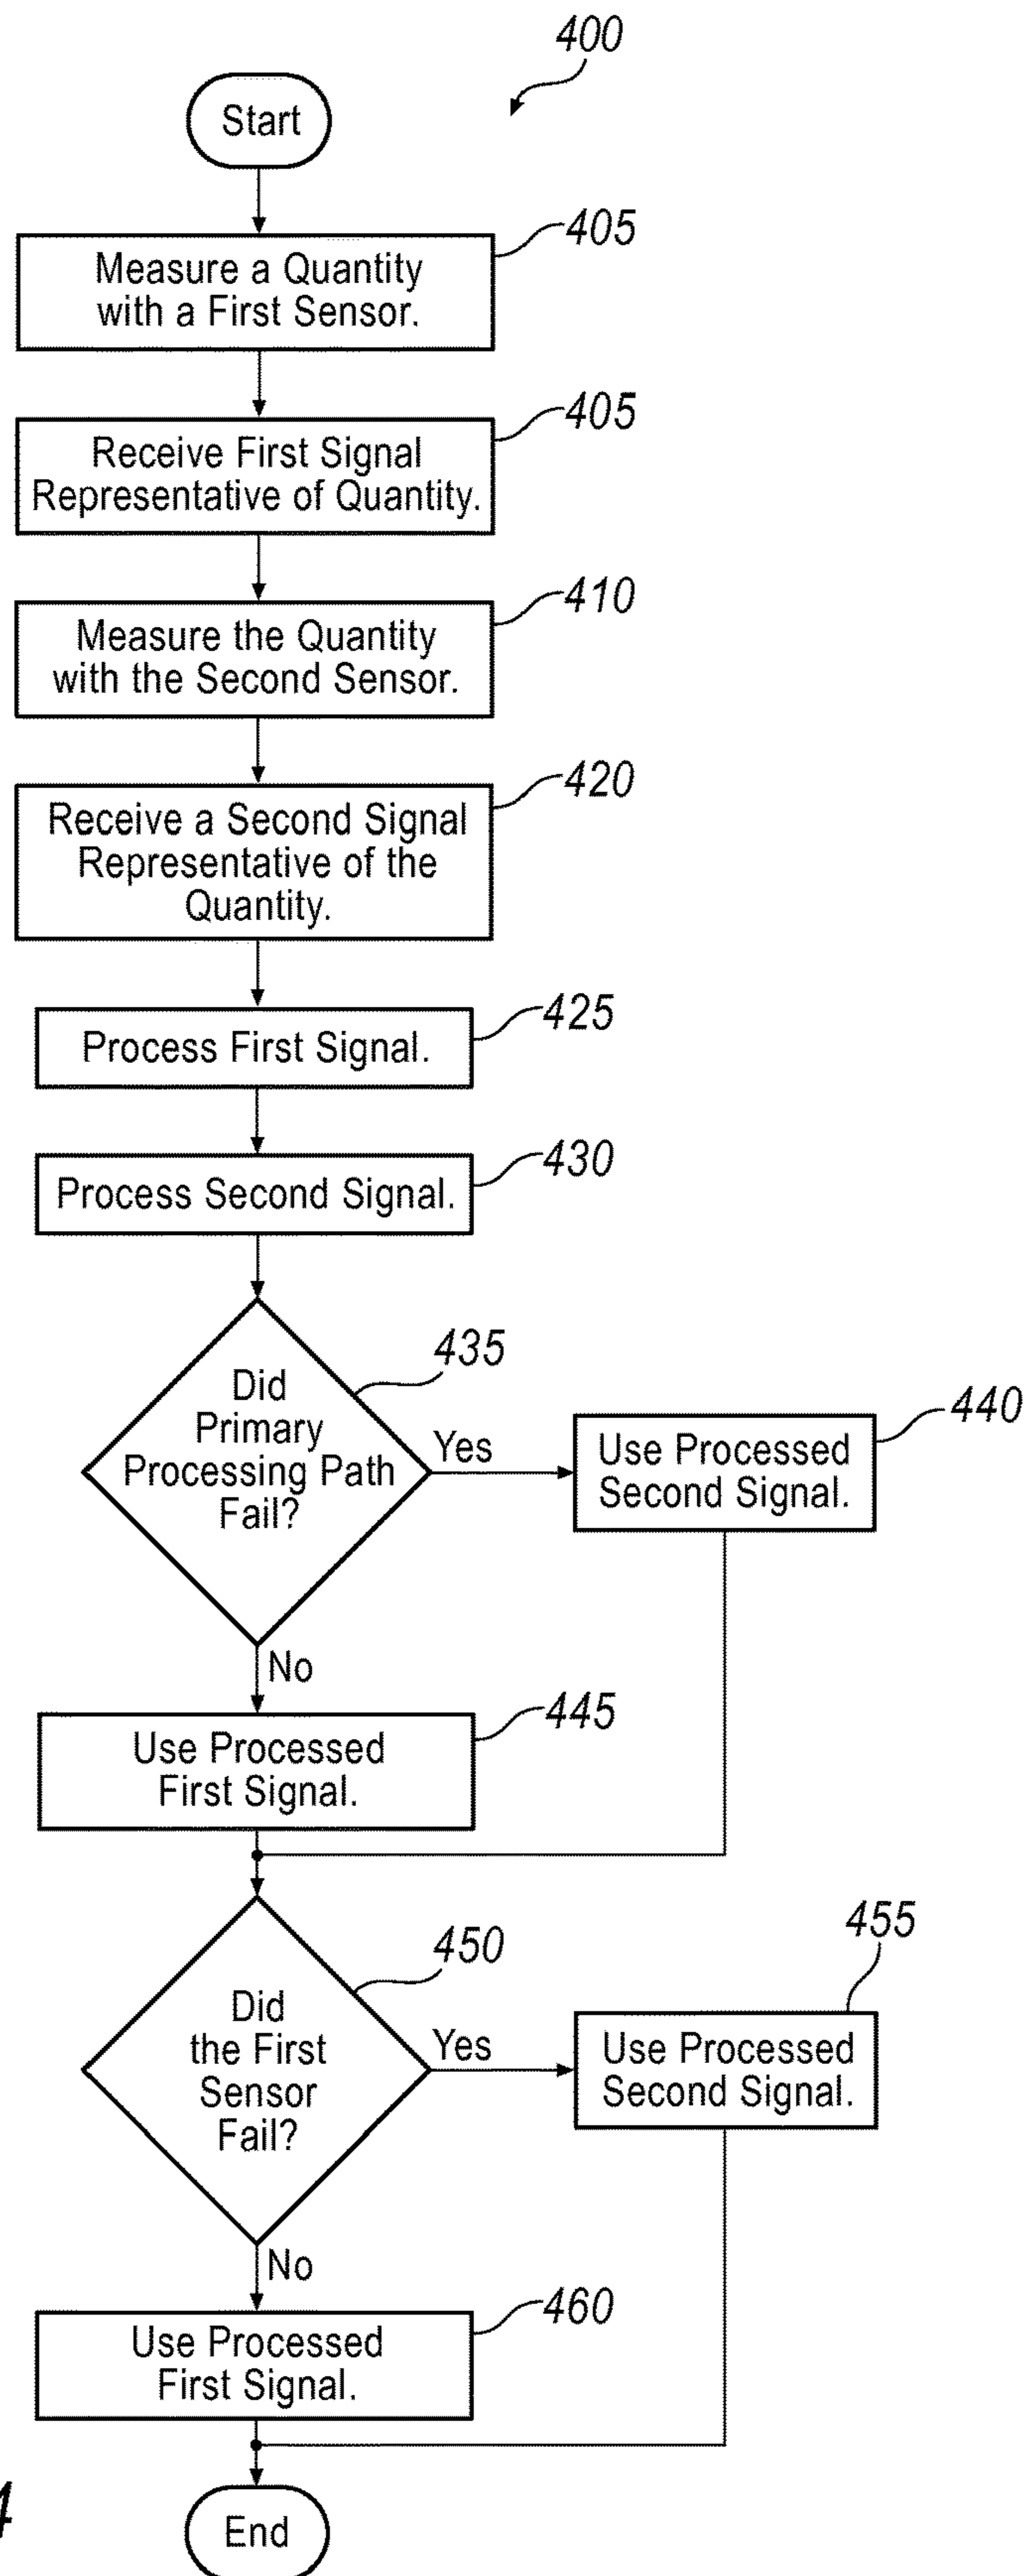 400
Start
405
Measure a Quantity
with a First Sensor.
405
Receive First Signal
Representative of Quantity.
410
Measure the Quantity
with the Second Sensor.
420
Receive a Second Signal
Representative of the
Quantity.
425
Process First Signal.
430
Process Second Signal.
435
Did
Primary
Processing Path
Fail?
Yes
440
Use Processed
Second Signal.
No
445
Use Processed
First Signal.
450
Did
the First
Sensor
Fail?
Yes
455
Use Processed
Second Signal.
No
460
Use Processed
First Signal.
4
End